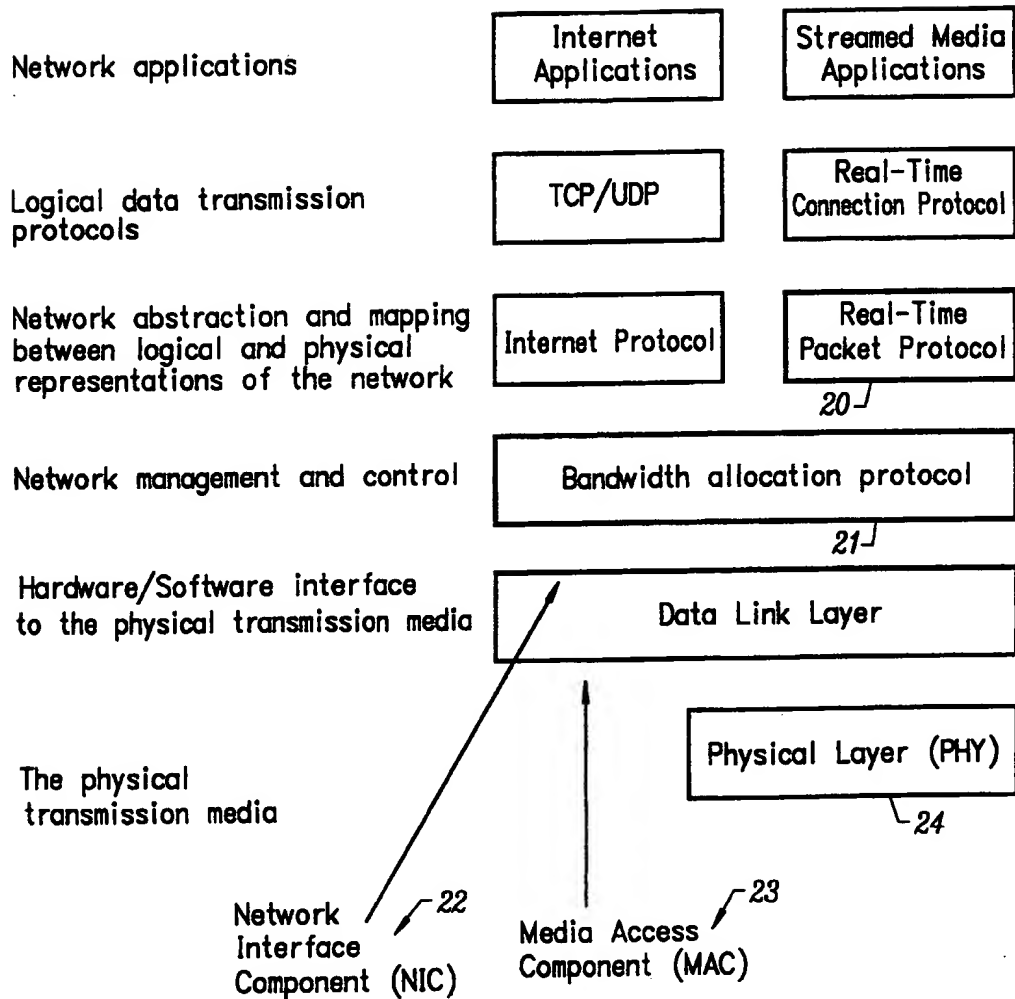 Network applications
Internet
Applications
Streamed Media
Applications
Logical data transmission
protocols
TCP/UDP
Real-Time
Connection Protocol
Network abstraction and mapping
between logical and physical
representations of the network
Internet Protocol
Real-Time
Packet Protocol
20
Network management and control
Bandwidth allocation protocol
21
Hardware/Software interface
to the physical transmission media
Data Link Layer
The physical
transmission media
Physical Layer (PHY)
24
Network
Interface
Component (NIC)
22
Media Access
Component (MAC)
23